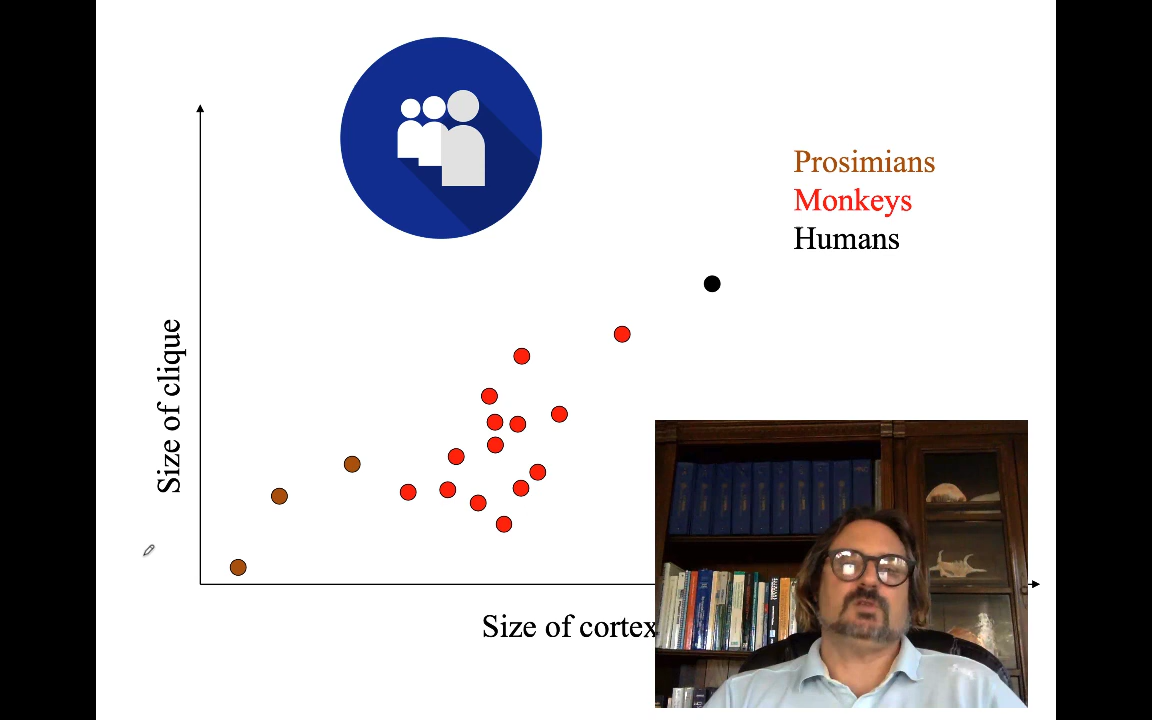 Prosimians
Monkeys
Humans
Size of clique
Size of cortex